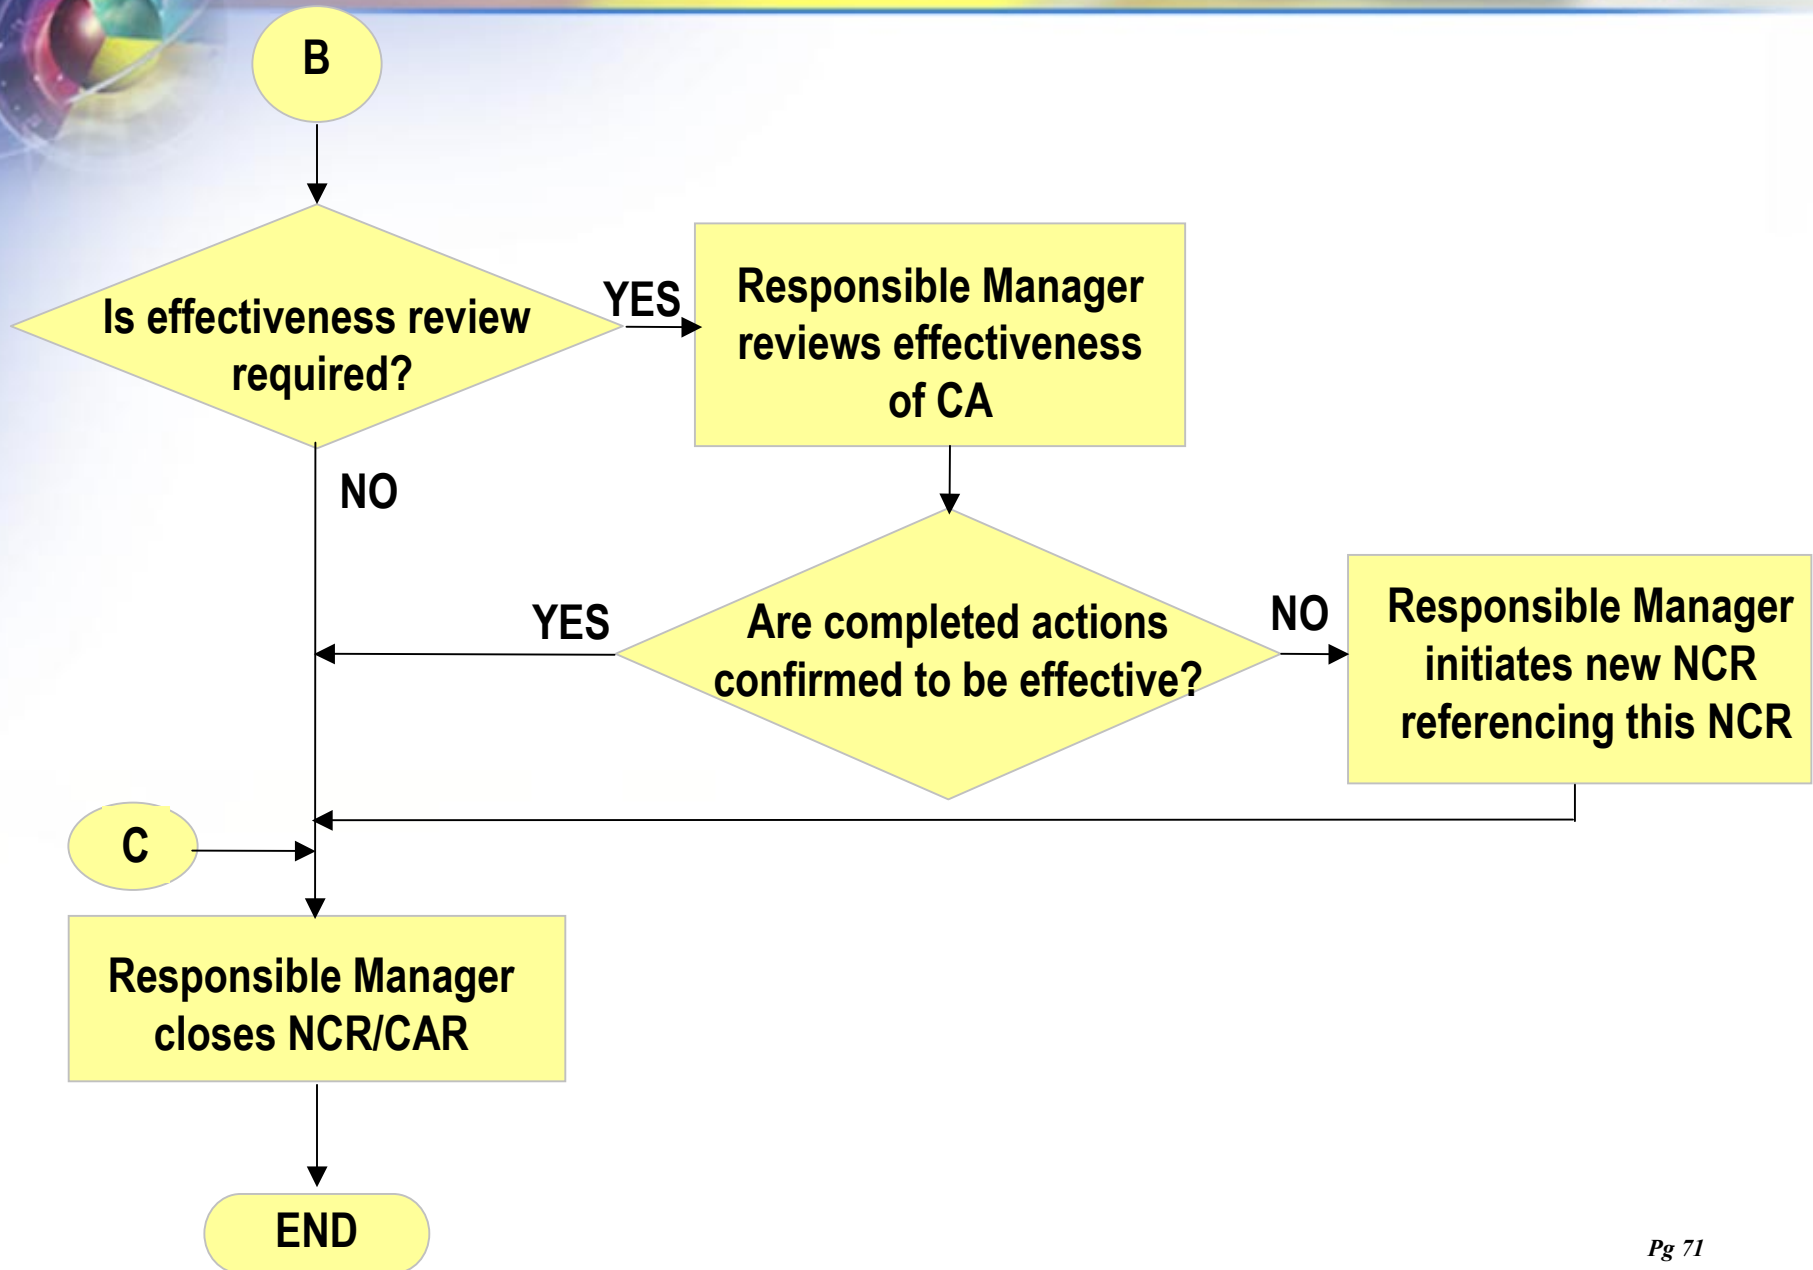 B
Is effectiveness review
required?
YES
Responsible Manager
reviews effectiveness
of CA
NO
YES
Are completed actions
confirmed to be effective?
NO
Responsible Manager
initiates new NCR
referencing this NCR
C
Responsible Manager
closes NCR/CAR
END
Pg 71